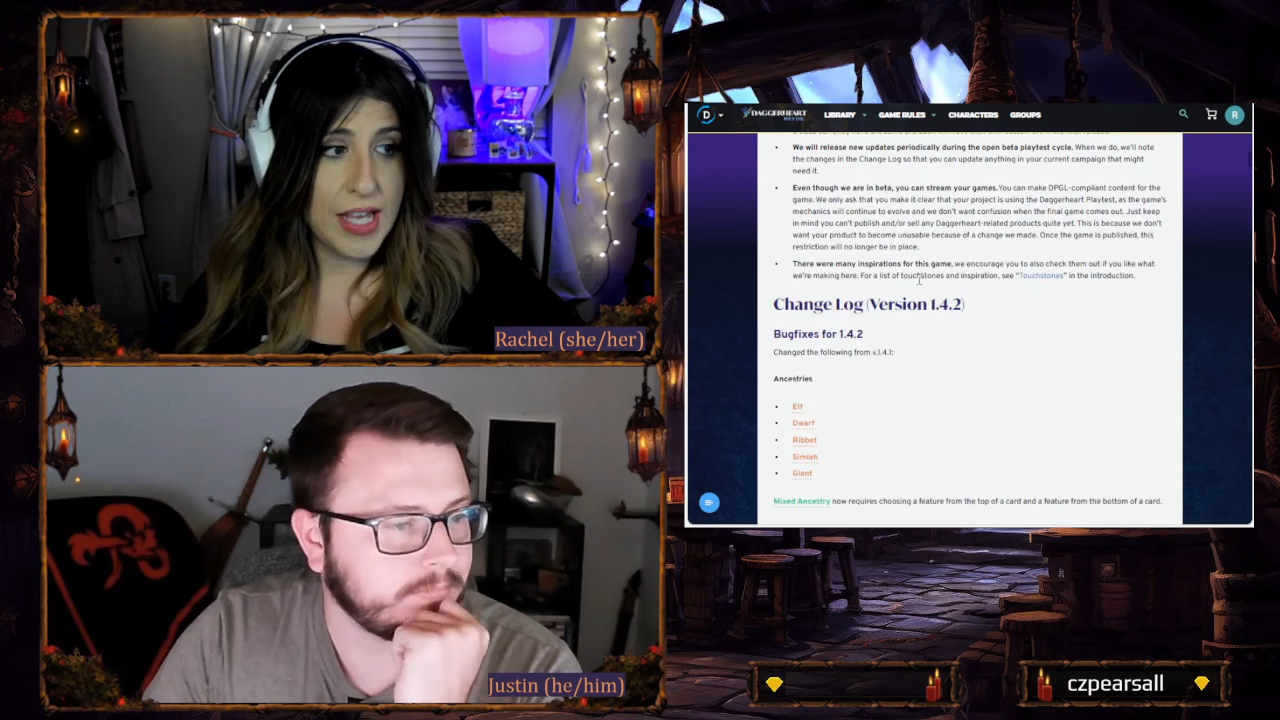 Rachel (she/her)
Justin (he/him)
D
DAGGERHEART
LIBRARY GAME RULES CHARACTERS GROUPS
R
• We will release new updates periodically during the open beta playtest cycle. When we do, we'll note
the changes in the Change Log so that you can update anything in your current campaign that might
need it.
• Even though we are in beta, you can stream your games. You can make DPGL-compliant content for the
game. We only ask that you make it clear that your project is using the Daggerheart Playtest, as the game's
mechanics will continue to evolve and we don't want confusion when the final game comes out. Just keep
in mind you can't publish and/or sell any Daggerheart-related products quite yet. This is because we don't
want your product to become unusable because of a change we made. Once the game is published, this
restriction will no longer be in place.
• There were many inspirations for this game, we encourage you to also check them out if you like what
we're making here. For a list of touchstones and inspiration, see "Touchstones" in the Introduction.
Change Log (Version 1.4.2)
Bugfixes for 1.4.2
Changed the following from v.1.4.1:
Ancestries
• Elf
• Dwarf
• Ribbet
• Simiah
• Giant
Mixed Ancestry now requires choosing a feature from the top of a card and a feature from the bottom of a card.
czpearsall